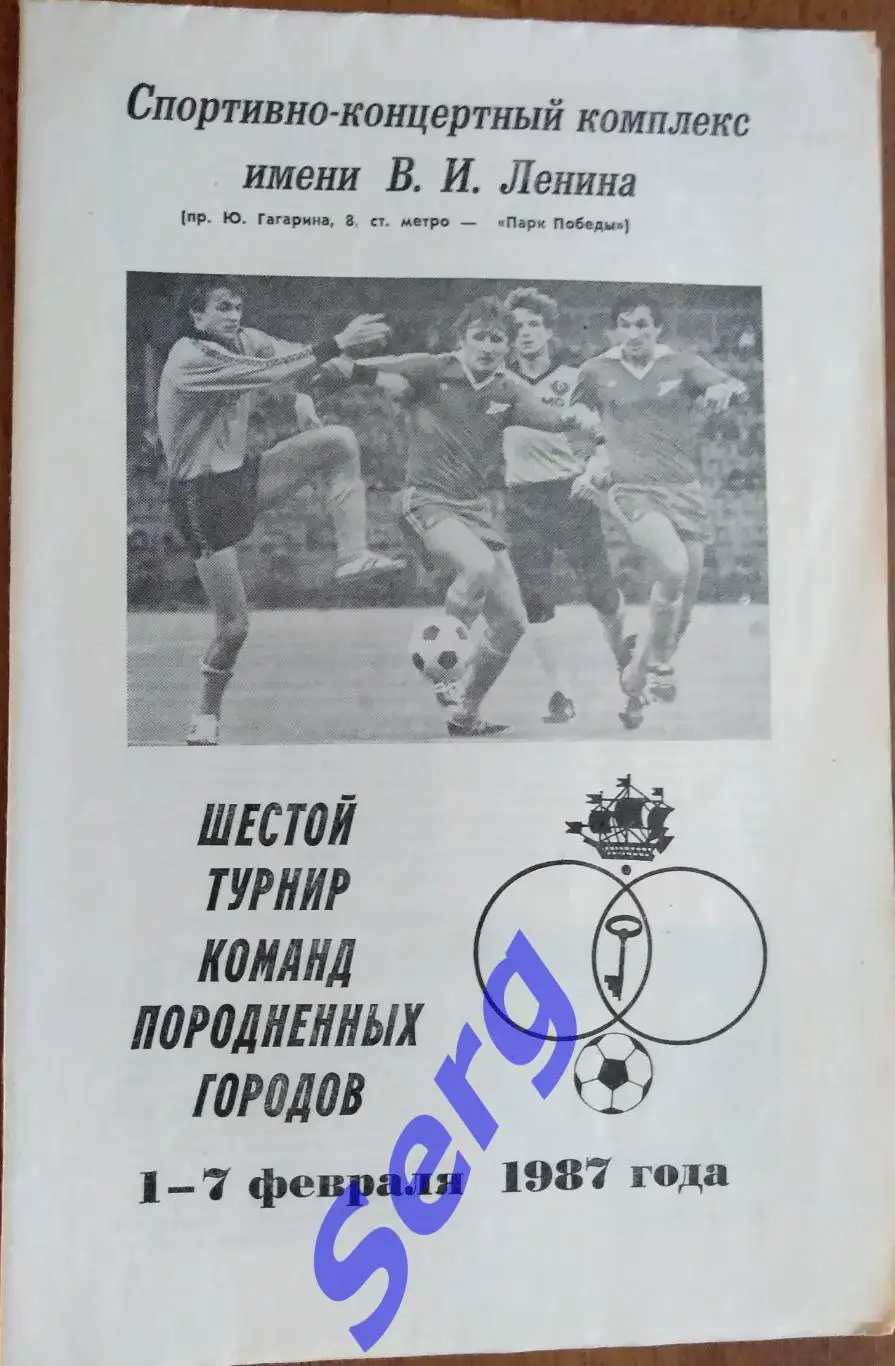 Спортивно-концертный комплекс
имени В. И. Ленина
(пр. Ю. Гагарина, 8, ст. метро — «Парк Победы»)
ШЕСТОЙ
ТУРНИР
КОМАНД
ПОРОДНЕННЫХ
ГОРОДОВ
1–7 февраля 1987 года
Serg